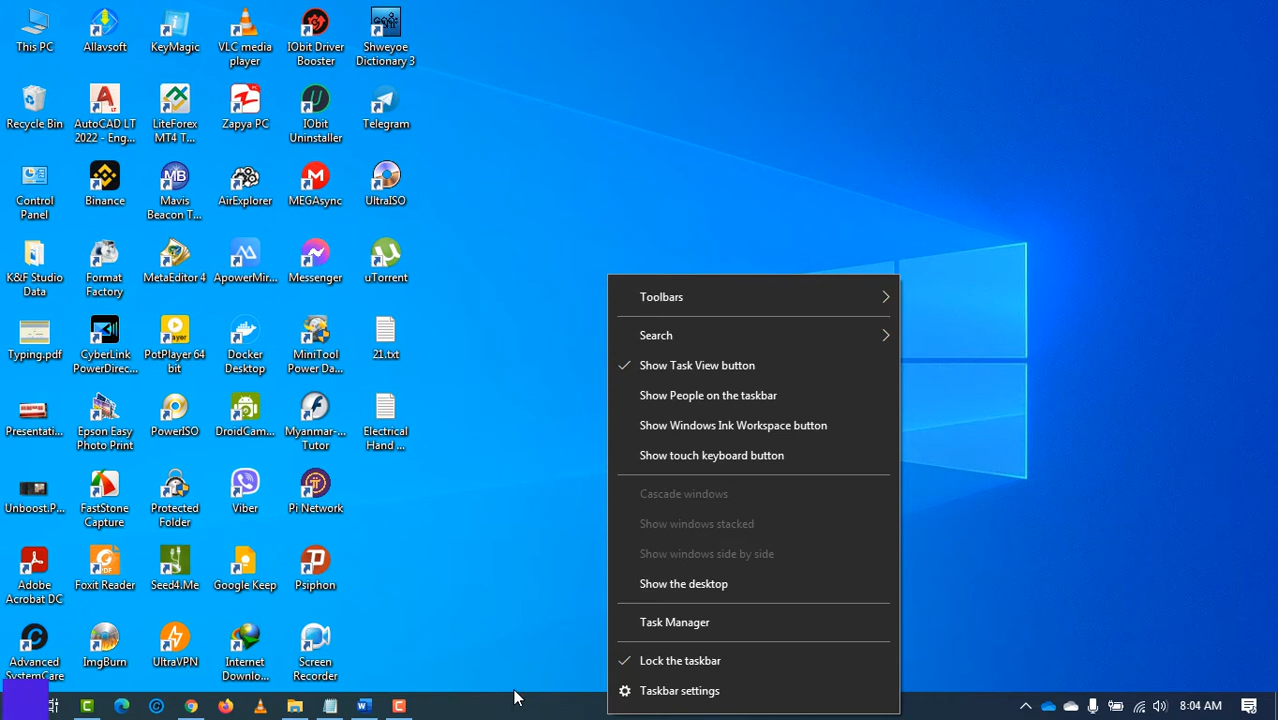 This PC
Allavsoft
KeyMagic
VLC media
player
IObit Driver
Booster
Shweyoe
Dictionary 3
Recycle Bin
AutoCAD LT
2022 - Eng...
LiteForex
MT4 T...
Zapya PC
IObit
Uninstaller
Telegram
Control
Panel
Binance
Mavis
Beacon T...
AirExplorer
MEGAsync
UltraISO
K&F Studio
Data
Format
Factory
MetaEditor 4
ApowerMir...
Messenger
uTorrent
Typing.pdf
CyberLink
PowerDirec...
PotPlayer 64
bit
Docker
Desktop
MiniTool
Power Da...
21.txt
Presentati...
Epson Easy
Photo Print
PowerISO
DroidCam...
Myanmar-...
Tutor
Electrical
Hand ...
Unboost.P...
FastStone
Capture
Protected
Folder
Viber
Pi Network
Adobe
Acrobat DC
Foxit Reader
Seed4.Me
Google Keep
Psiphon
Advanced
SystemCare
ImgBurn
UltraVPN
Internet
Downlo...
Screen
Recorder
Toolbars
Search
Show Task View button
Show People on the taskbar
Show Windows Ink Workspace button
Show touch keyboard button
Cascade windows
Show windows stacked
Show windows side by side
Show the desktop
Task Manager
Lock the taskbar
Taskbar settings
8:04 AM